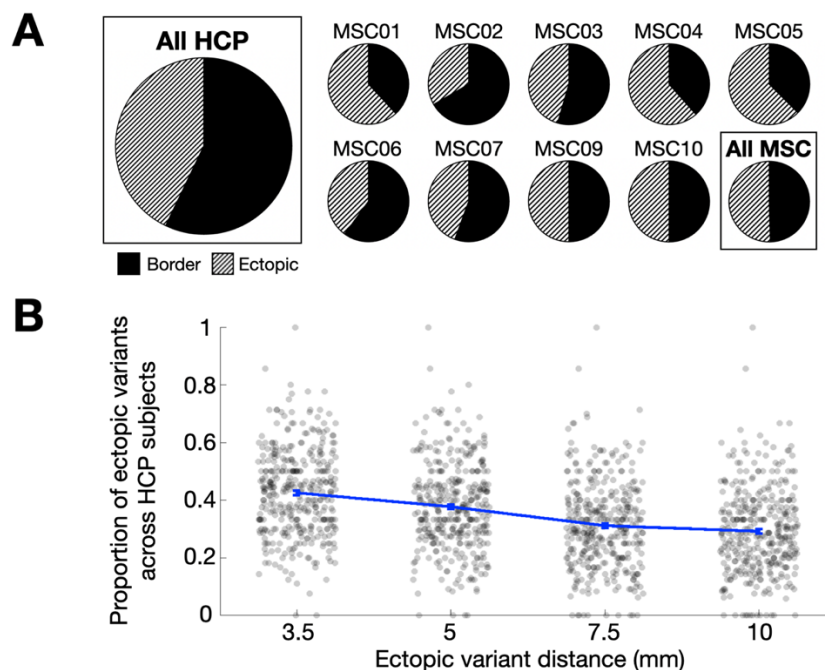 A
All HCP
MSC01 MSC02 MSC03 MSC04 MSC05
MSC06 MSC07 MSC09 MSC10 All MSC
Border Ectopic
B
Proportion of ectopic variants
across HCP subjects
1
0.8
0.6
0.4
0.2
0
3.5 5 7.5 10
Ectopic variant distance (mm)